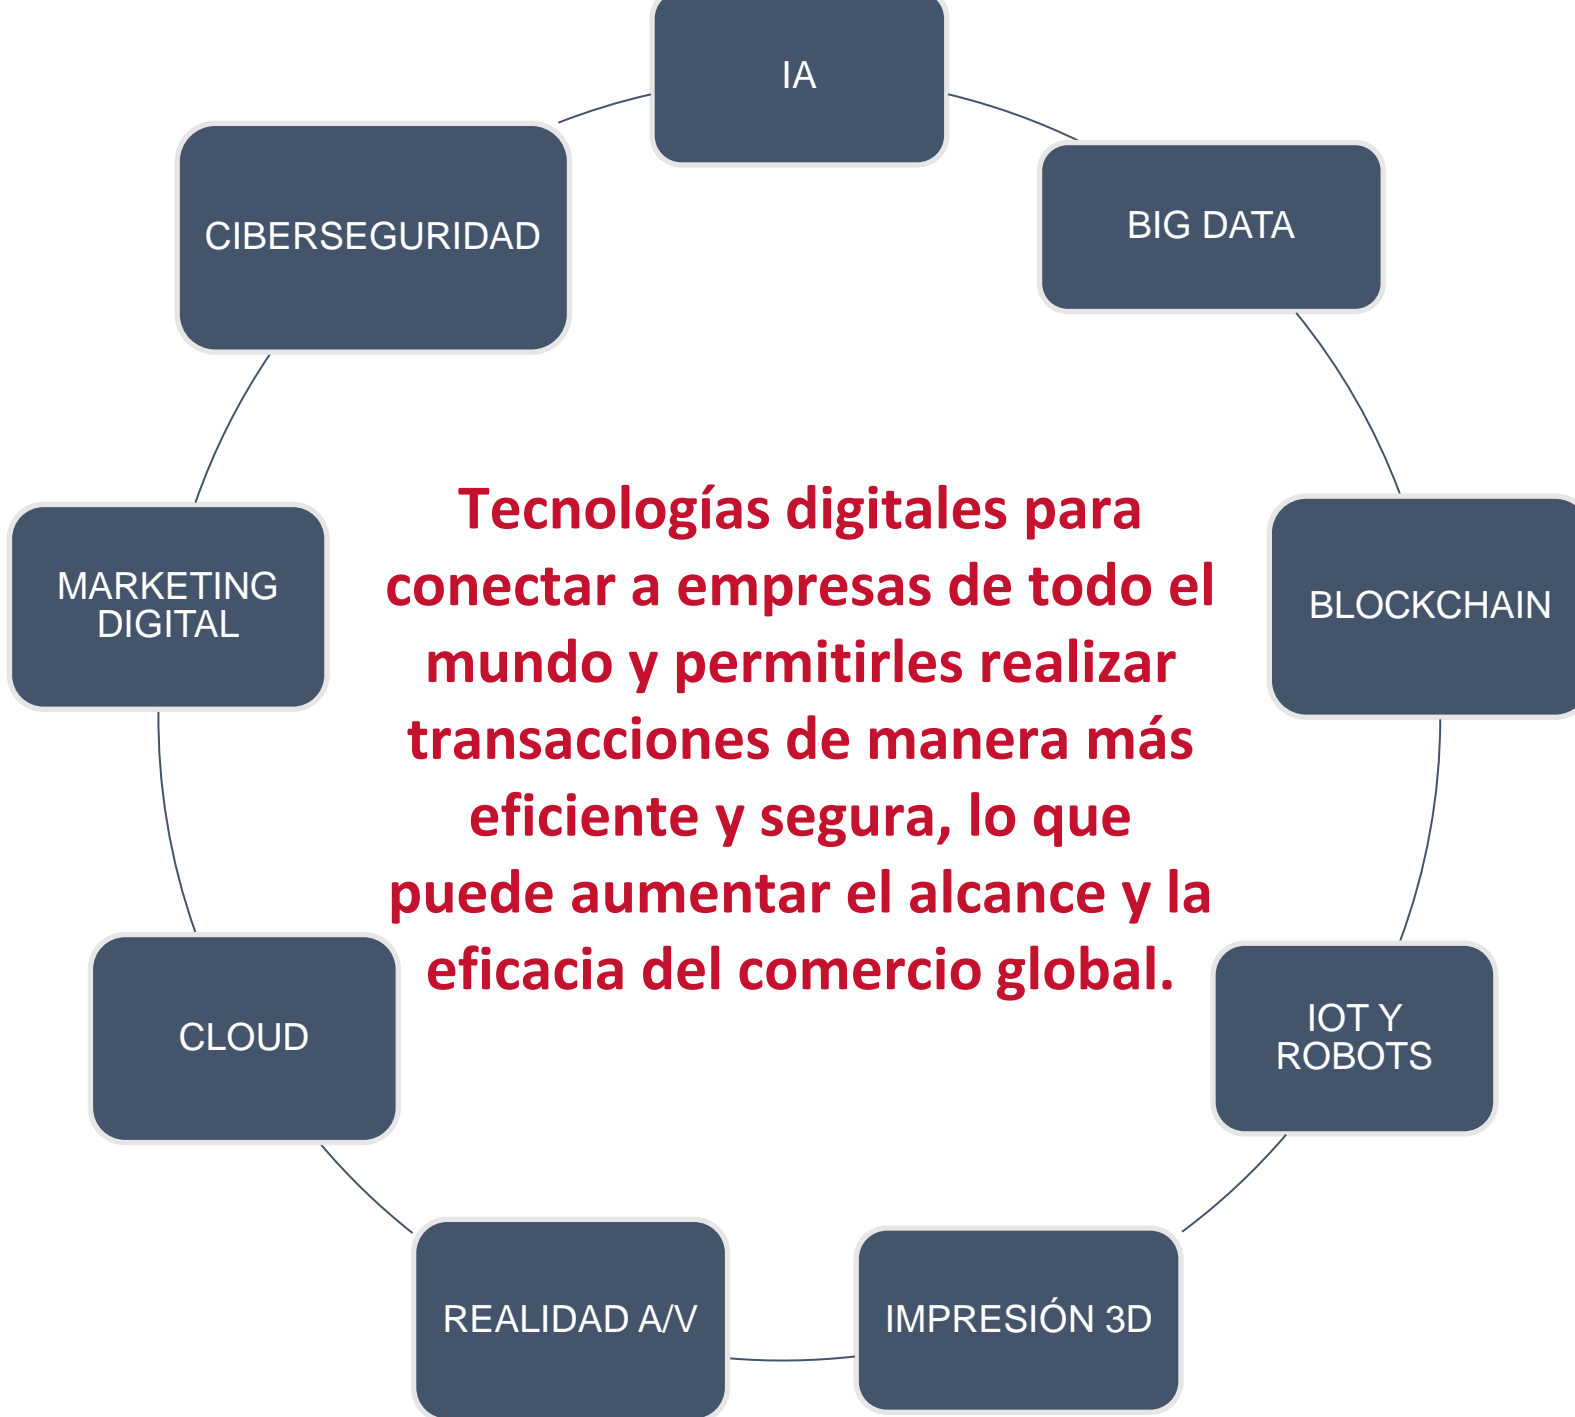 IA
BIG DATA
BLOCKCHAIN
IOT Y
ROBOTS
IMPRESIÓN 3D
REALIDAD A/V
CLOUD
MARKETING
DIGITAL
CIBERSEGURIDAD
Tecnologías digitales para
conectar a empresas de todo el
mundo y permitirles realizar
transacciones de manera más
eficiente y segura, lo que
puede aumentar el alcance y la
eficacia del comercio global.